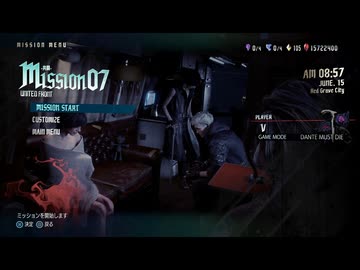 MISSION MENU
0/4 0/4 105 15722400
Mission07
UNITED FRONT
MISSION START
CUSTOMIZE
MAIN MENU
AM 08:57
JUNE. 15
Red Grave City
PLAYER
V
GAME MODE
DANTE MUST DIE
ミッションを開始します
決定 戻る